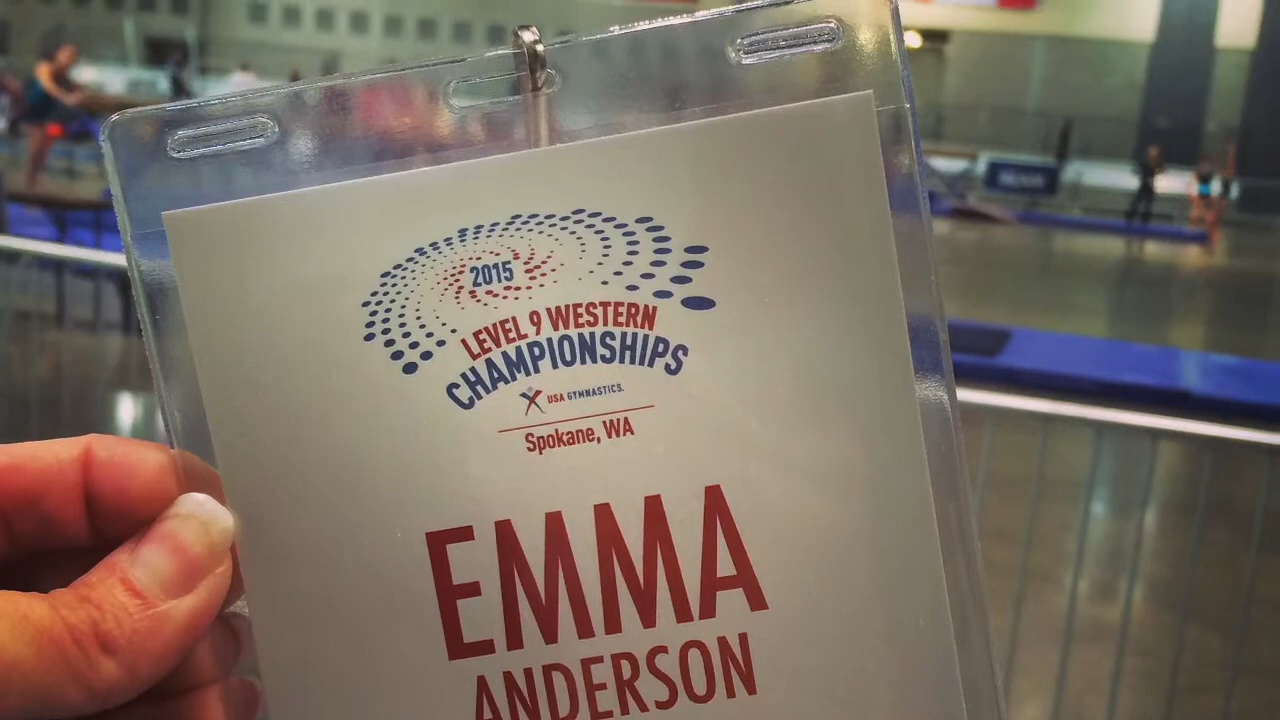 2015
LEVEL 9 WESTERN
CHAMPIONSHIPS
USA GYMNASTICS.
Spokane, WA
EMMA
ANDERSON